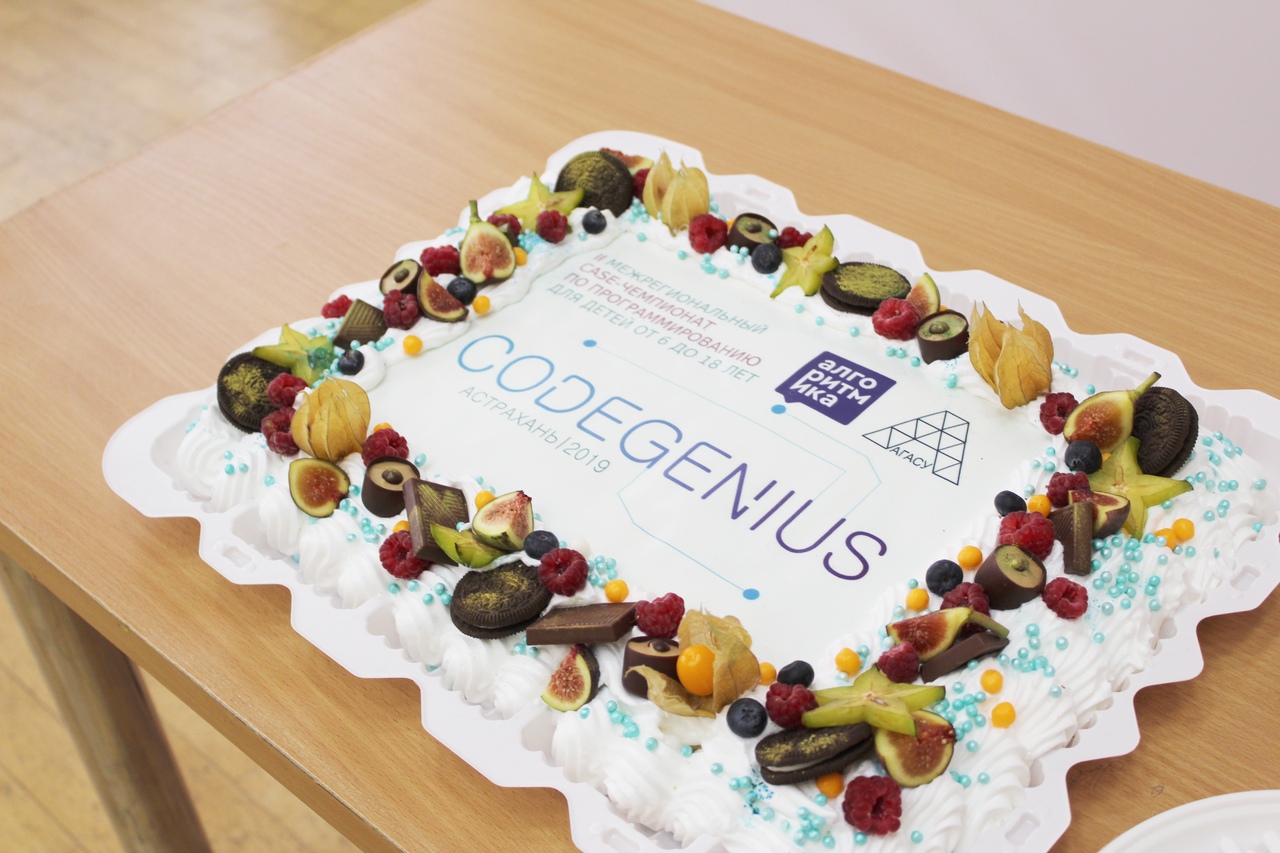 II МЕЖРЕГИОНАЛЬНЫЙ
CASE-ЧЕМПИОНАТ
ПО ПРОГРАММИРОВАНИЮ
ДЛЯ ДЕТЕЙ ОТ 6 ДО 18 ЛЕТ
CODEGENIUS
АСТРАХАНЬ|2019
алго
ритм
ика
АГАСУ